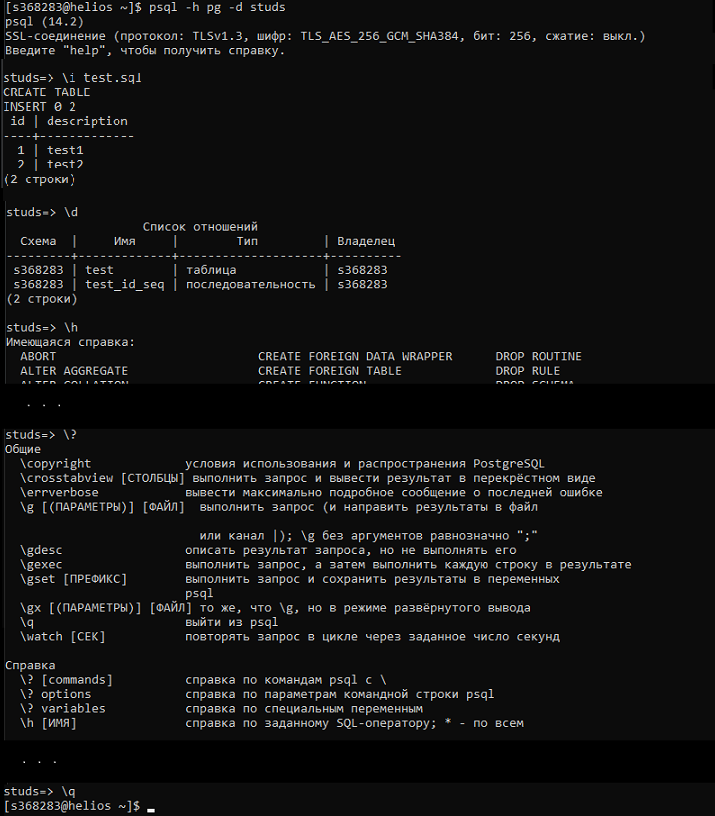 [s368283@helios ~]$ psql -h pg -d studs
psql (14.2)
SSL-соединение (протокол: TLSv1.3, шифр: TLS_AES_256_GCM_SHA384, бит: 256, сжатие: выкл.)
Введите "help", чтобы получить справку.
studs=> \i test.sql
CREATE TABLE
INSERT 0 2
 id | description
----+-------------
  1 | test1
  2 | test2
(2 строки)
studs=> \d
                   Список отношений
  Схема  |     Имя     |        Тип         | Владелец
---------+-------------+--------------------+----------
 s368283 | test        | таблица            | s368283
 s368283 | test_id_seq | последовательность | s368283
(2 строки)
studs=> \h
Имеющаяся справка:
  ABORT                            CREATE FOREIGN DATA WRAPPER      DROP ROUTINE
  ALTER AGGREGATE                  CREATE FOREIGN TABLE             DROP RULE
  ALTER COLLATION                  CREATE FUNCTION                  DROP SCHEMA
. . .
studs=> \?
Общие
  \copyright             условия использования и распространения PostgreSQL
  \crosstabview [СТОЛБЦЫ] выполнить запрос и вывести результат в перекрёстном виде
  \errverbose            вывести максимально подробное сообщение о последней ошибке
  \g [(ПАРАМЕТРЫ)] [ФАЙЛ]  выполнить запрос (и направить результаты в файл
                           или канал |); \g без аргументов равнозначно ";"
  \gdesc                 описать результат запроса, но не выполнять его
  \gexec                 выполнить запрос, а затем выполнить каждую строку в результате
  \gset [ПРЕФИКС]        выполнить запрос и сохранить результаты в переменных
                         psql
  \gx [(ПАРАМЕТРЫ)] [ФАЙЛ] то же, что \g, но в режиме развёрнутого вывода
  \q                     выйти из psql
  \watch [СЕК]           повторять запрос в цикле через заданное число секунд
Справка
  \? [commands]          справка по командам psql с \
  \? options             справка по параметрам командной строки psql
  \? variables           справка по специальным переменным
  \h [ИМЯ]               справка по заданному SQL-оператору; * - по всем
. . .
studs=> \q
[s368283@helios ~]$